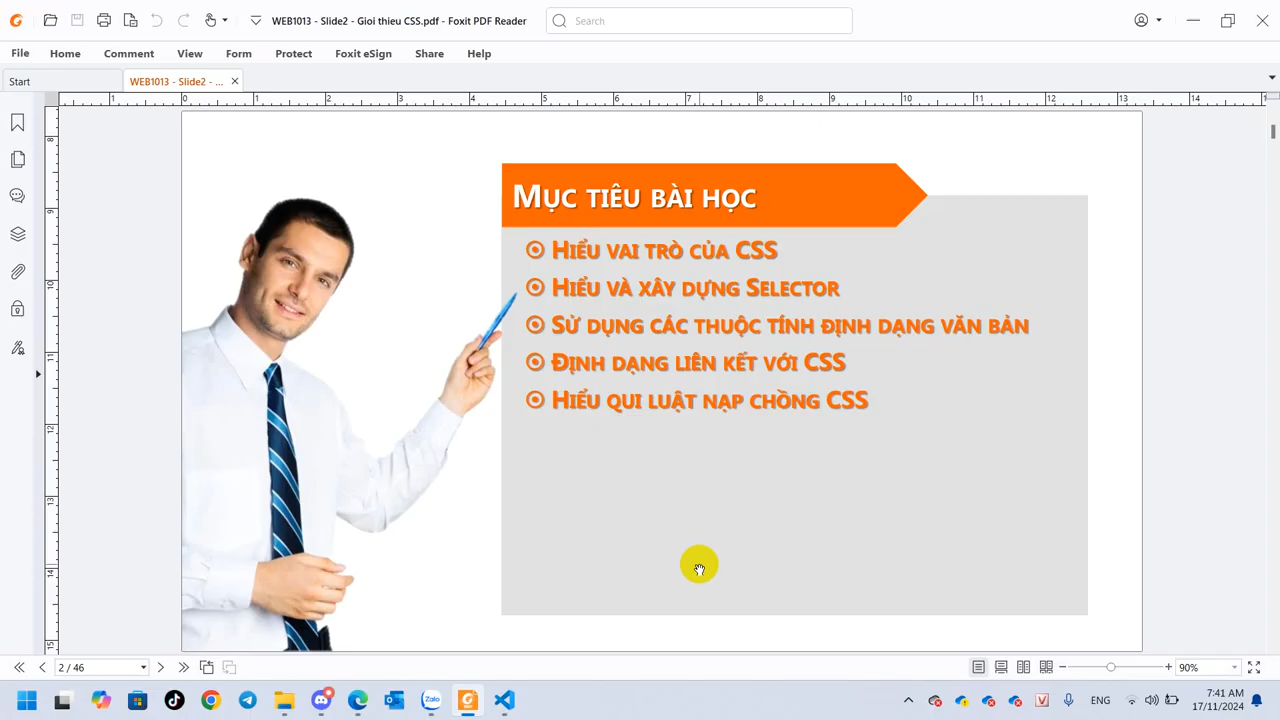 WEB1013 - Slide2 - Gioi thieu CSS.pdf - Foxit PDF Reader
Search
File Home Comment View Form Protect Foxit eSign Share Help
Start
WEB1013 - Slide2 - ...
MỤC TIÊU BÀI HỌC
HIỂU VAI TRÒ CỦA CSS
HIỂU VÀ XÂY DỰNG SELECTOR
SỬ DỤNG CÁC THUỘC TÍNH ĐỊNH DẠNG VĂN BẢN
ĐỊNH DẠNG LIÊN KẾT VỚI CSS
HIỂU QUI LUẬT NẠP CHỒNG CSS
2 / 46
90%
ENG
7:41 AM
17/11/2024